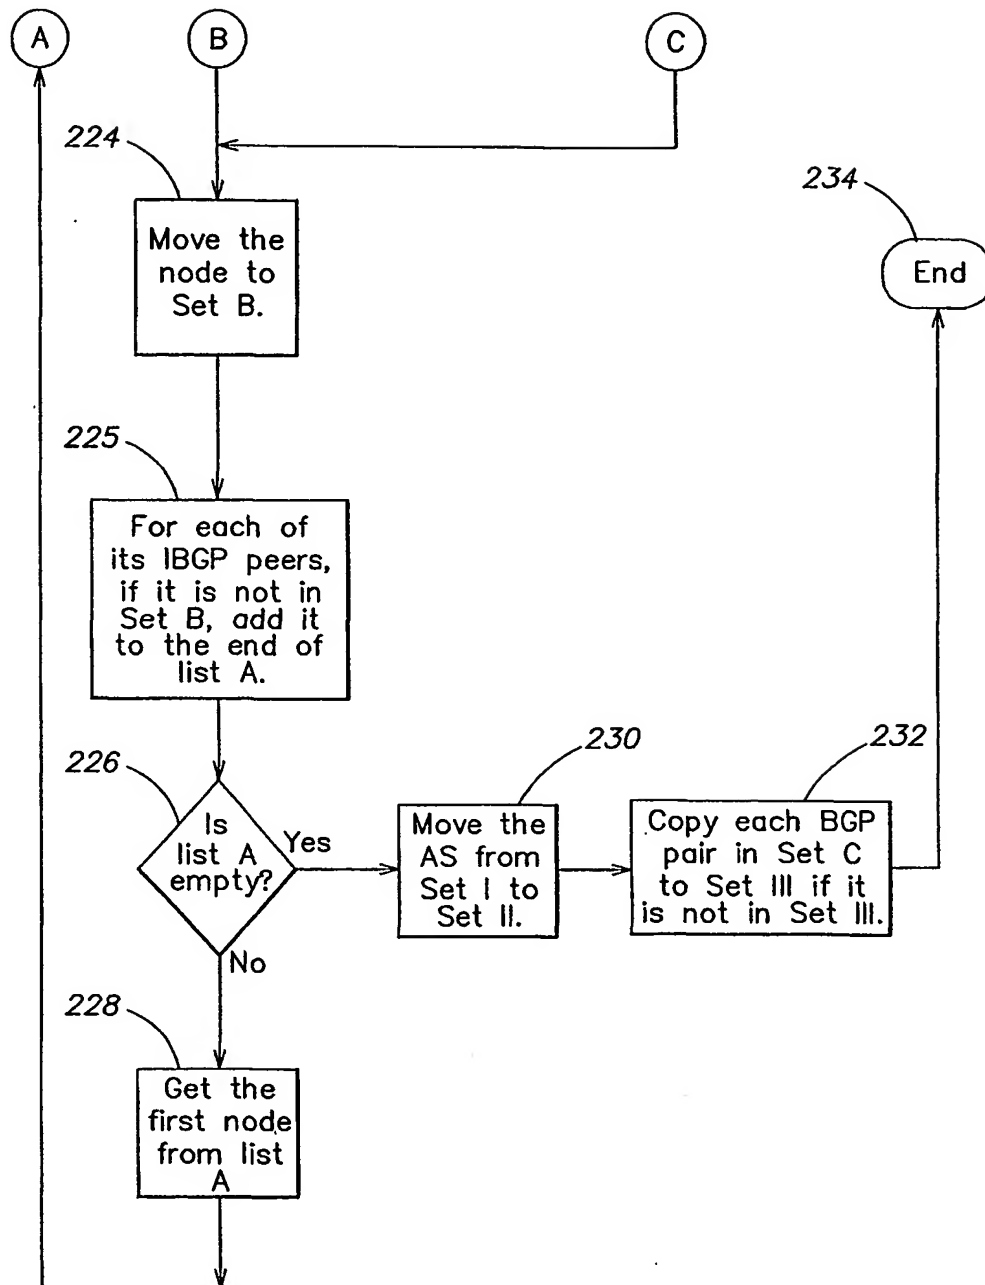 A
B
C
224
234
Move the
node to
Set B.
End
225
For each of
its IBGP peers,
if it is not in
Set B, add it
to the end of
list A.
226
230
232
Is
list A
empty?
Yes
Move the
AS from
Set I to
Set II.
Copy each BGP
pair in Set C
to Set III if it
is not in Set III.
No
228
Get the
first node
from list
A